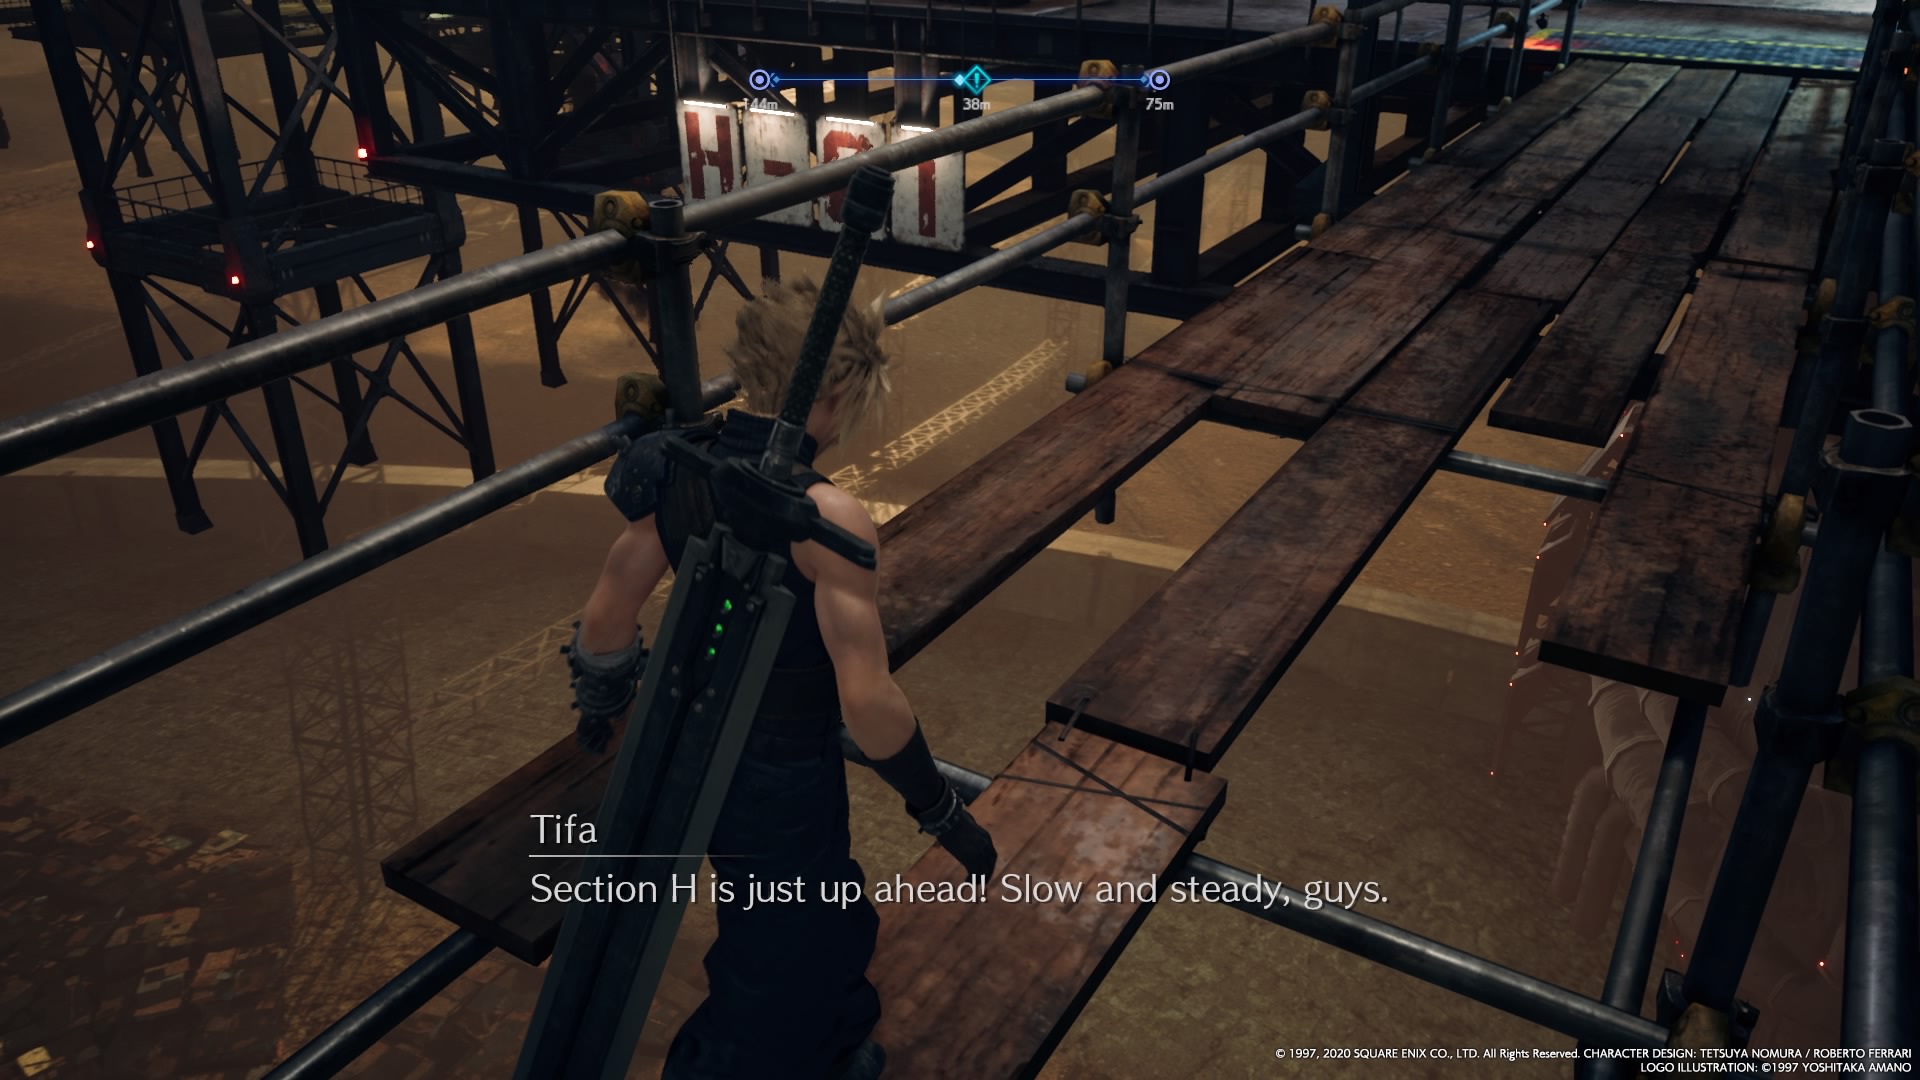 144m
38m
75m
H-01
Tifa
Section H is just up ahead! Slow and steady, guys.
© 1997, 2020 SQUARE ENIX CO., LTD. All Rights Reserved. CHARACTER DESIGN: TETSUYA NOMURA / ROBERTO FERRARI
LOGO ILLUSTRATION: ©1997 YOSHITAKA AMANO